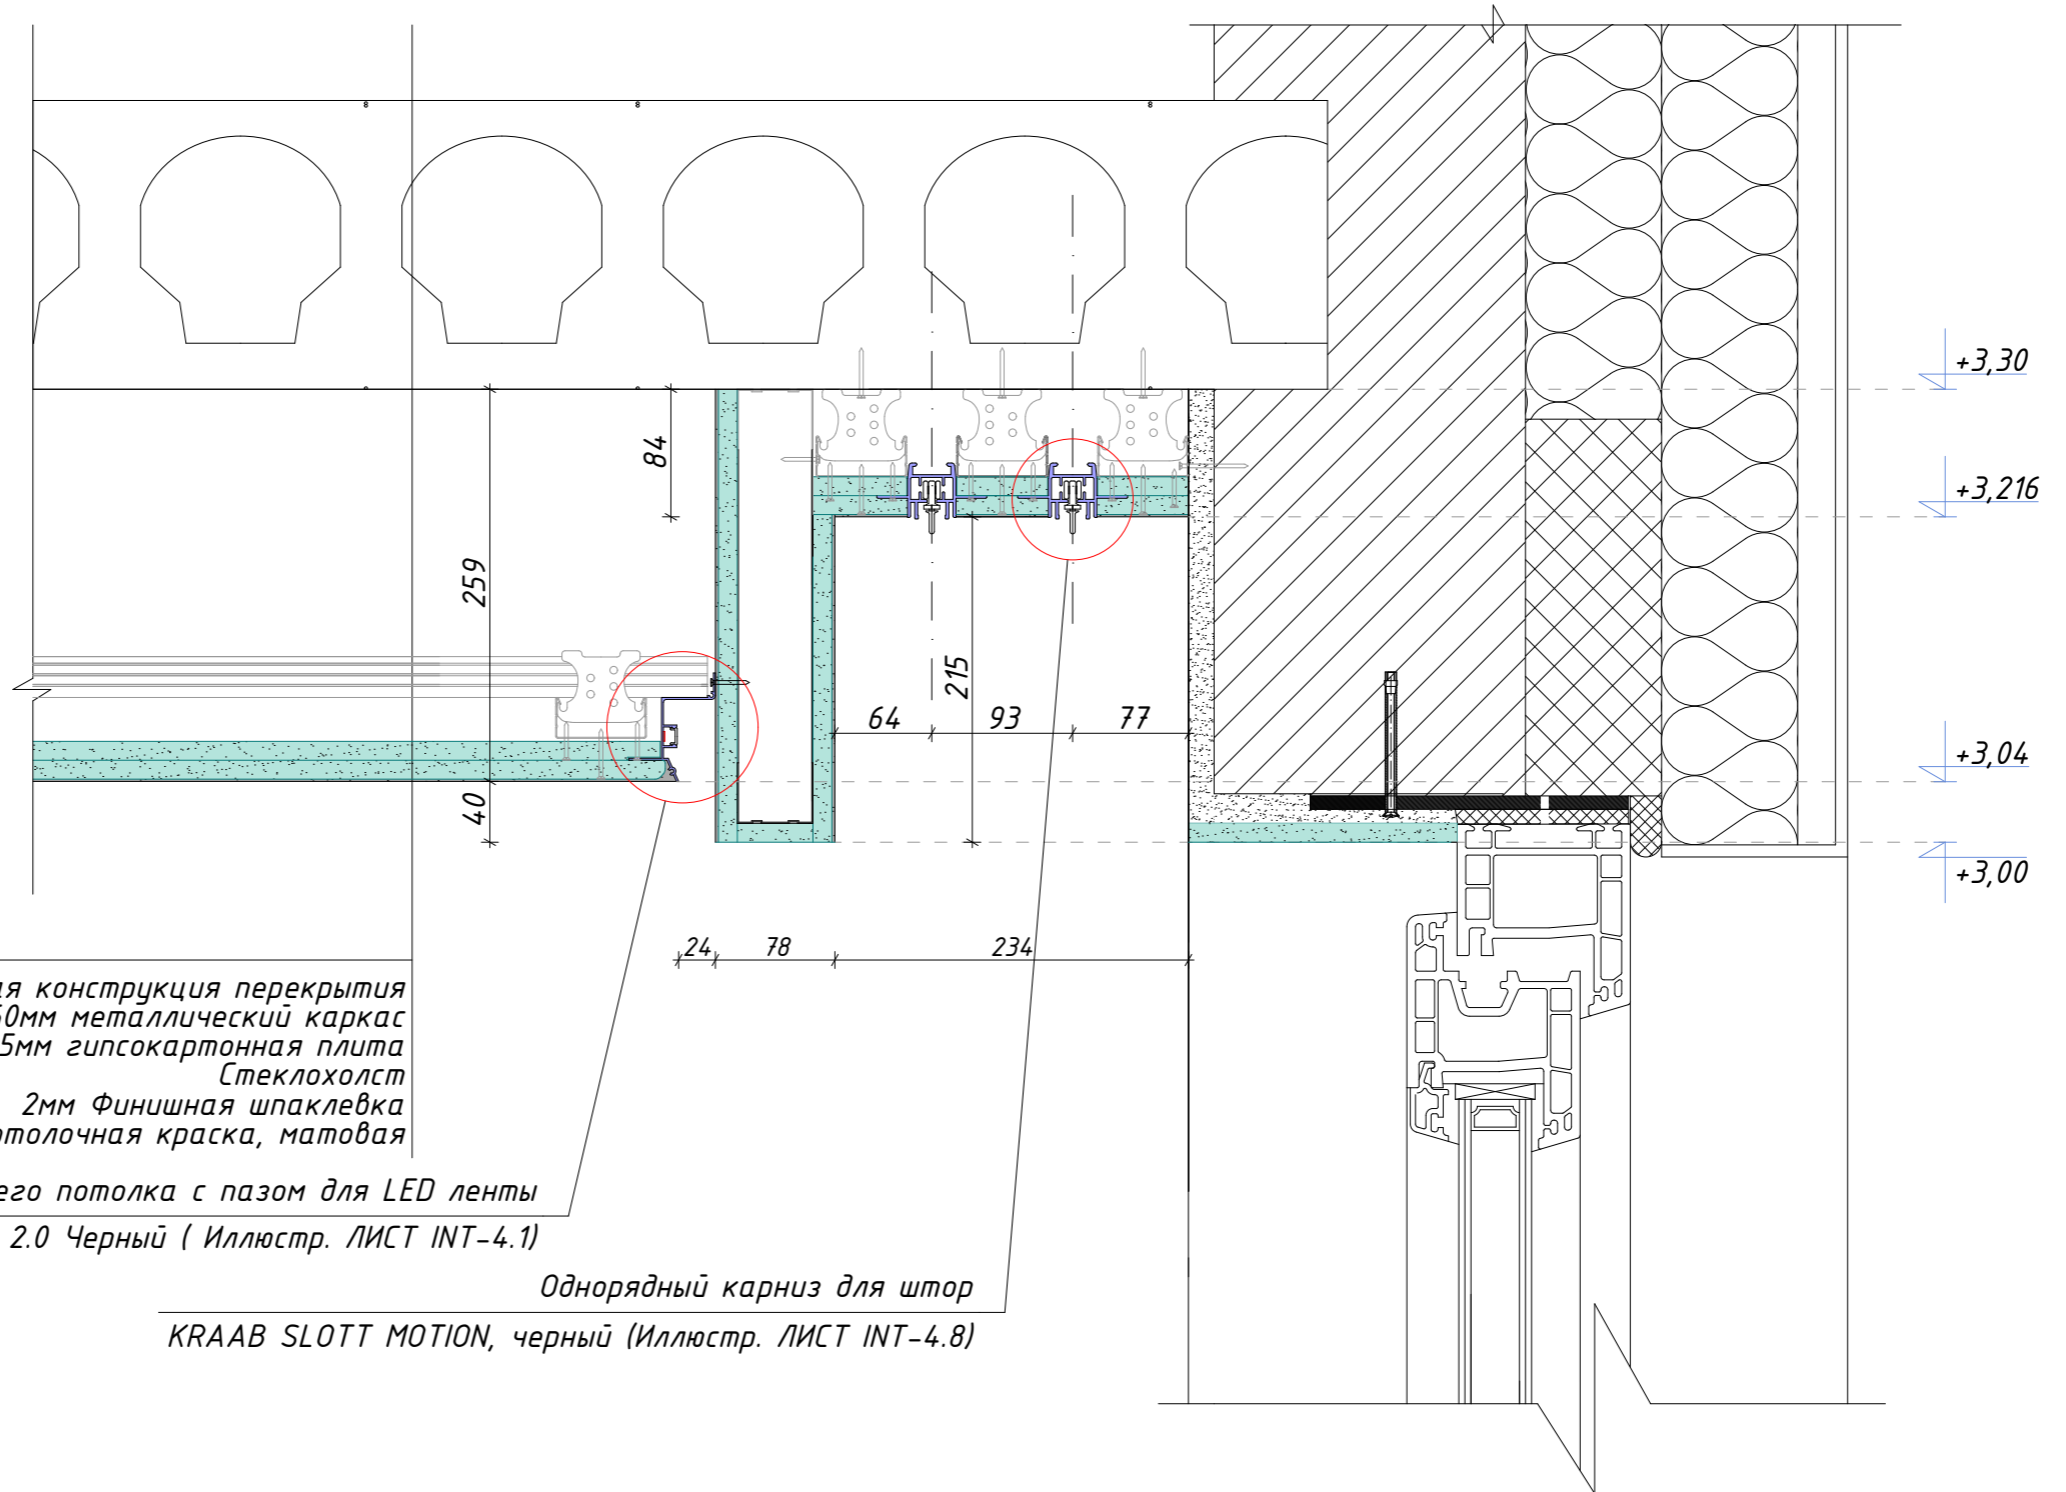 +3,30
84
+3,216
259
215
64
93
77
+3,04
40
+3,00
24
78
234
конструкция перекрытия
металлический каркас
гипсокартонная плита
Стеклохолст
2мм Финишная шпаклевка
краска, матовая
потолка с пазом для LED ленты
2.0 Черный ( Иллюстр. ЛИСТ INT-4.1)
Однорядный карниз для штор
KRAAB SLOTT MOTION, черный (Иллюстр. ЛИСТ INT-4.8)